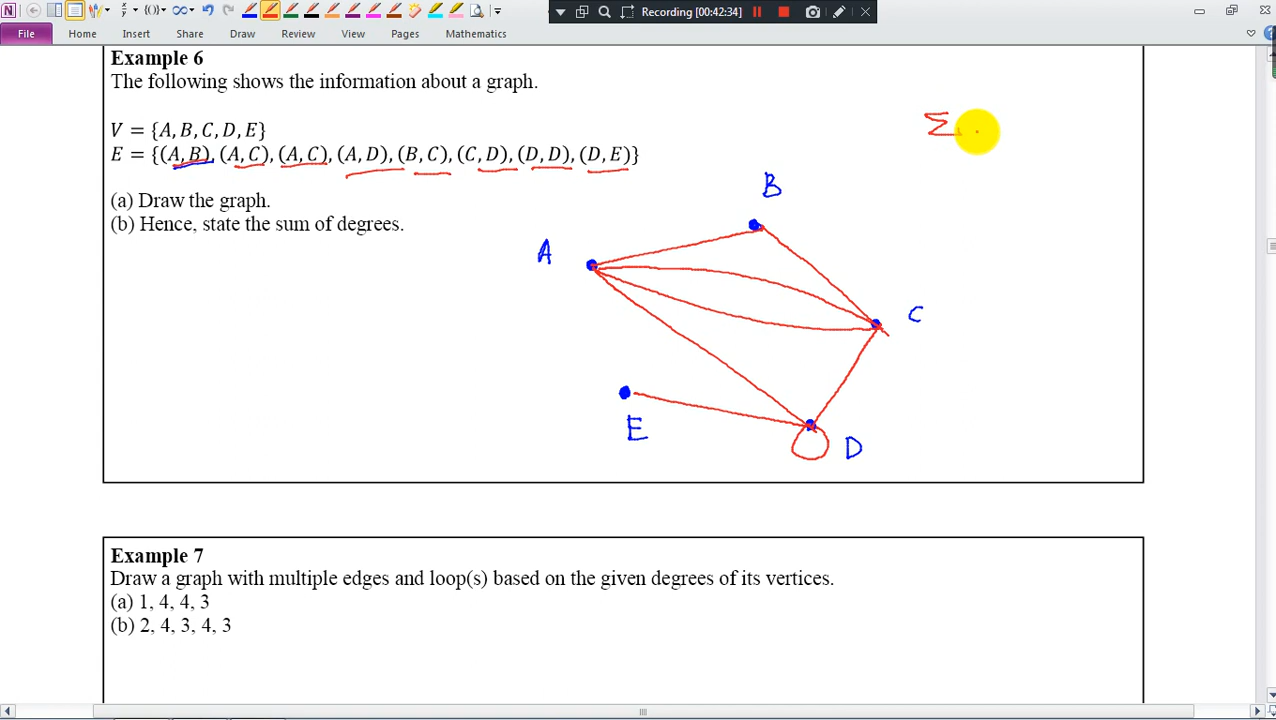 Recording [00:42:34]
File Home Insert Share Draw Review View Pages Mathematics
Example 6
The following shows the information about a graph.
V = {A, B, C, D, E}
E = {(A, B), (A, C), (A, C), (A, D), (B, C), (C, D), (D, D), (D, E)}
(a) Draw the graph.
(b) Hence, state the sum of degrees.
Σ
B
A
C
E
D
Example 7
Draw a graph with multiple edges and loop(s) based on the given degrees of its vertices.
(a) 1, 4, 4, 3
(b) 2, 4, 3, 4, 3